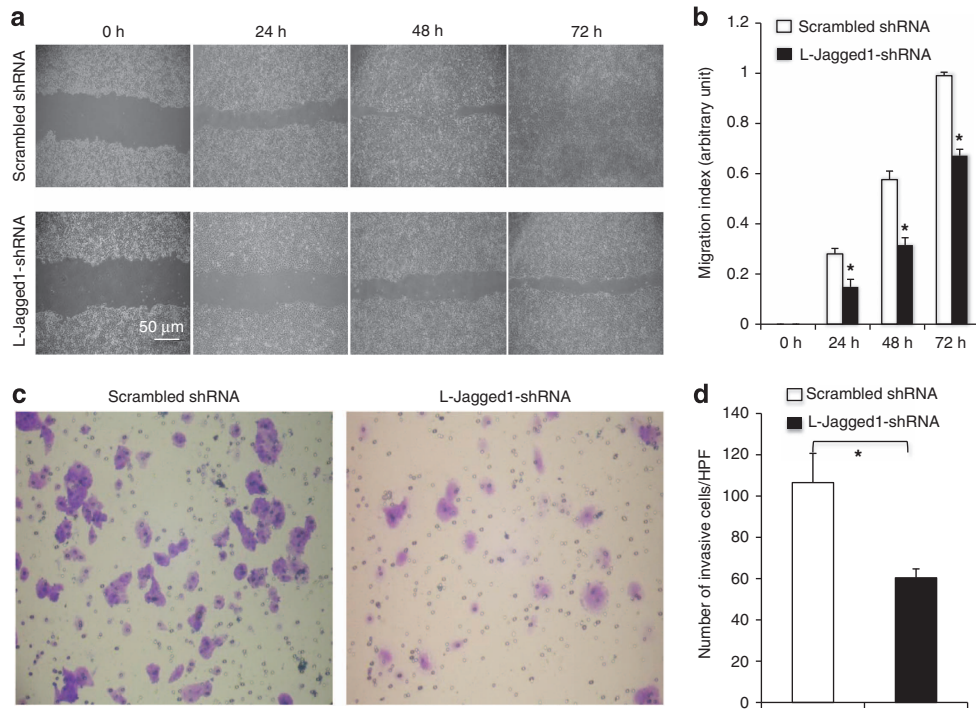 a
0 h
24 h
48 h
72 h
Scrambled shRNA
L-Jagged1-shRNA
50 μm
b
Scrambled shRNA
L-Jagged1-shRNA
Migration index (arbitrary unit)
1.2
1
0.8
0.6
0.4
0.2
0
*
*
*
0 h
24 h
48 h
72 h
c
Scrambled shRNA
L-Jagged1-shRNA
d
Scrambled shRNA
L-Jagged1-shRNA
Number of invasive cells/HPF
140
120
100
80
60
40
20
0
*